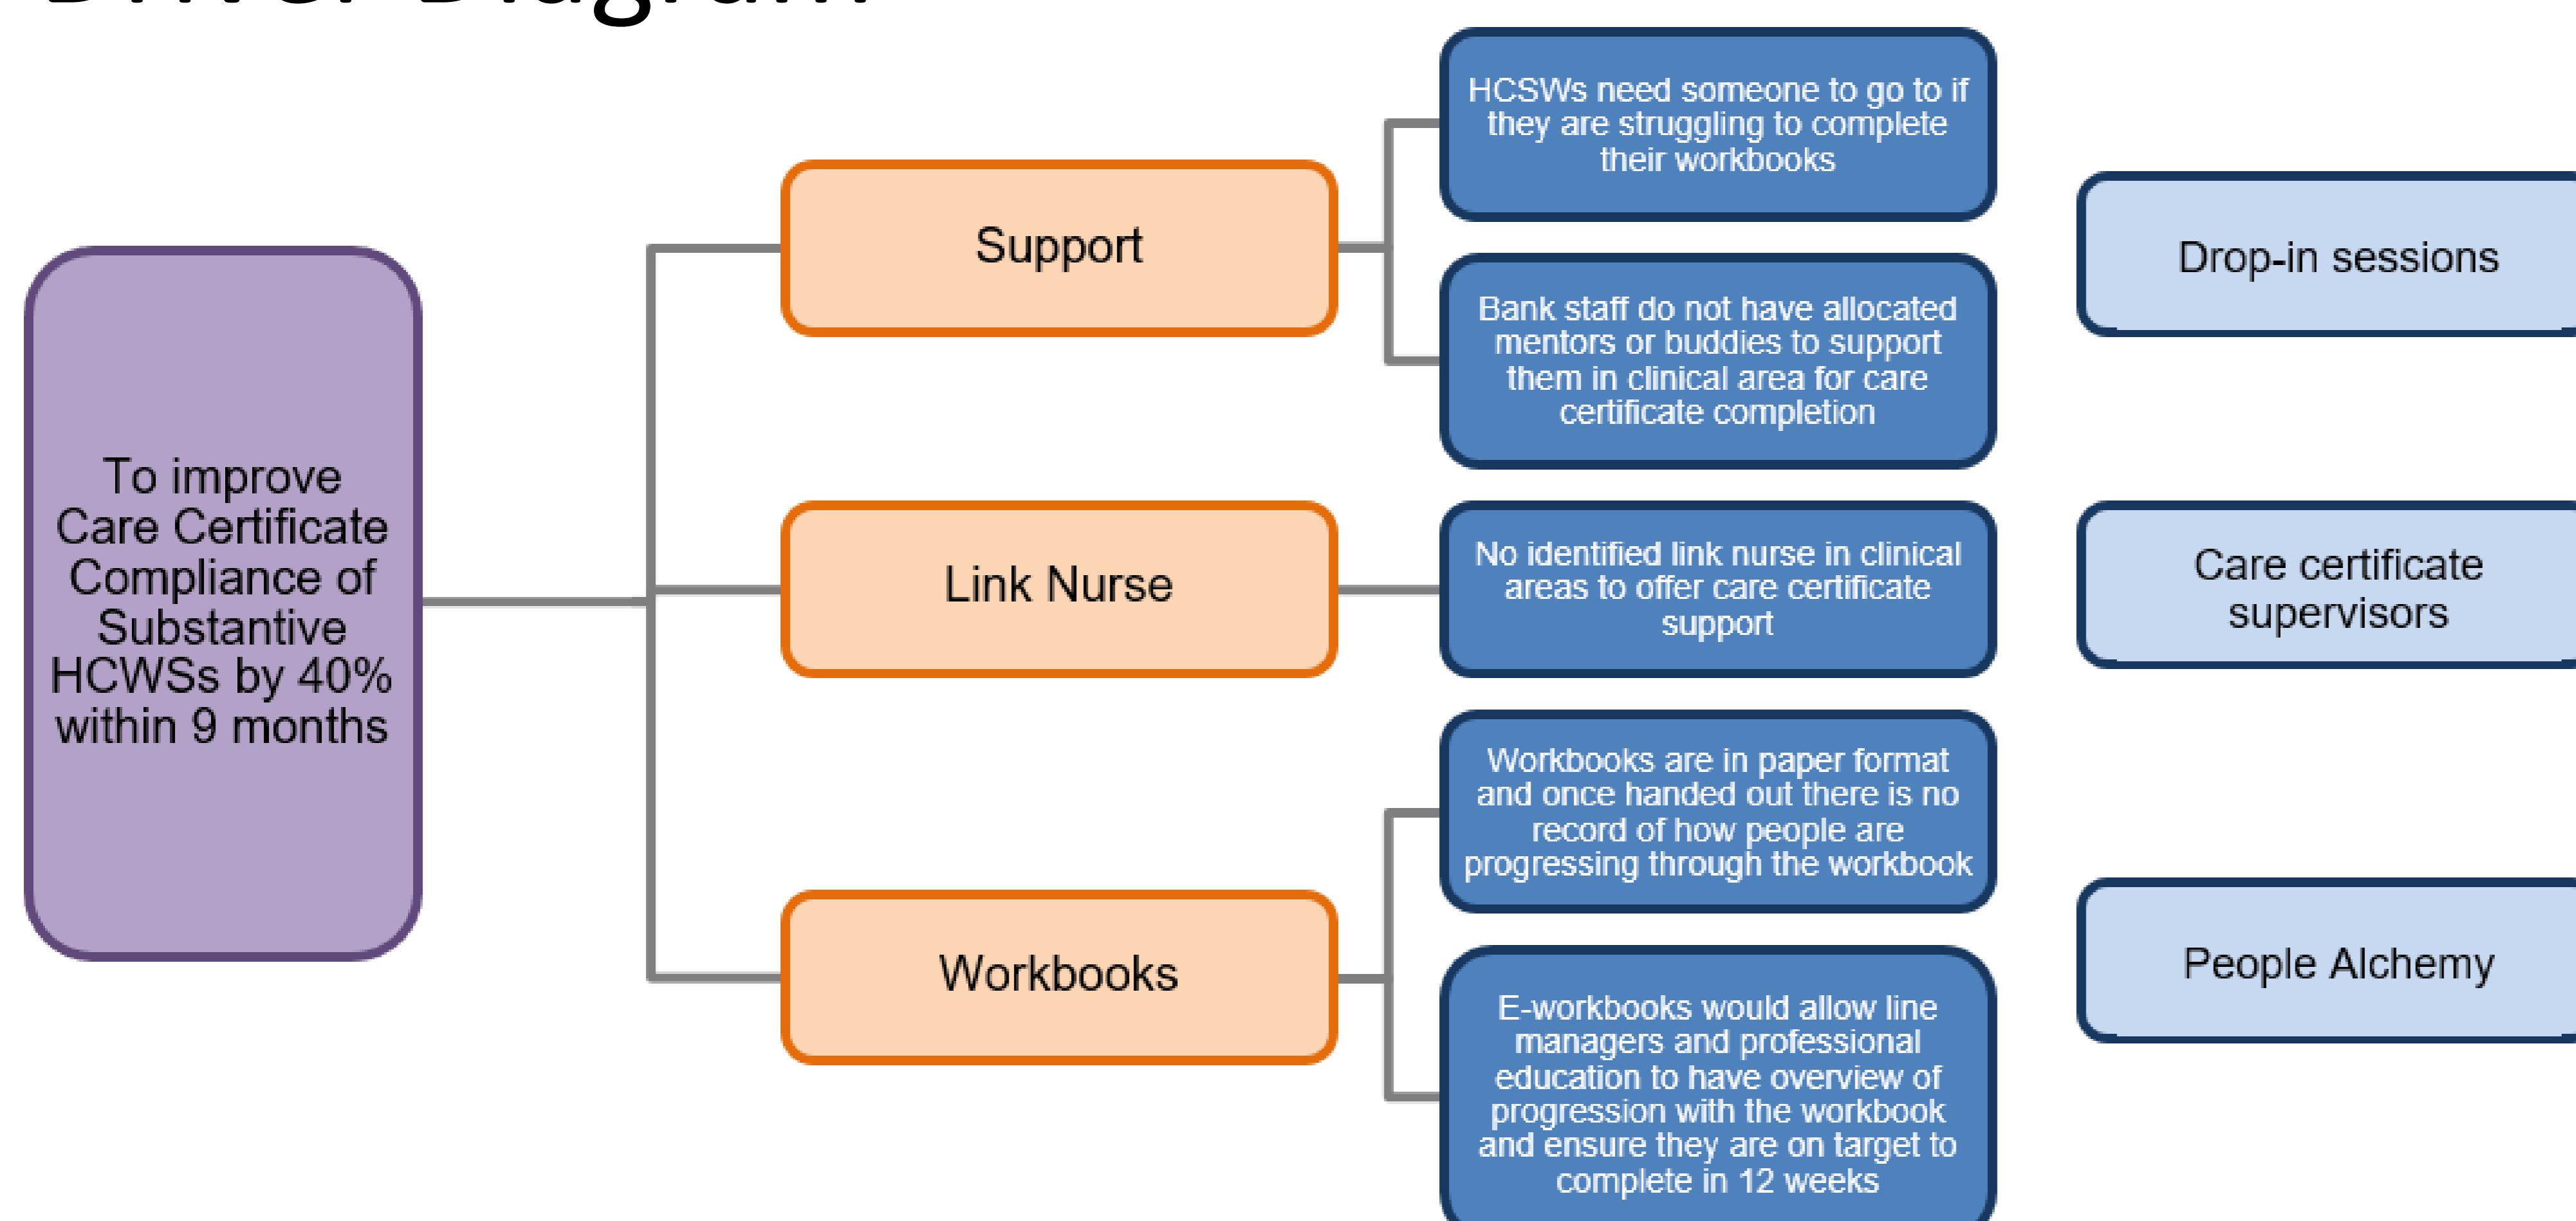 Driver Diagram
To improve
Care Certificate
Compliance of
Substantive
HCWSs by 40%
within 9 months
Support
Link Nurse
Workbooks
HCSWs need someone to go to if
they are struggling to complete
their workbooks
Bank staff do not have allocated
mentors or buddies to support
them in clinical area for care
certificate completion
No identified link nurse in clinical
areas to offer care certificate
support
Workbooks are in paper format
and once handed out there is no
record of how people are
progressing through the workbook
E-workbooks would allow line
managers and professional
education to have overview of
progression with the workbook
and ensure they are on target to
complete in 12 weeks
Drop-in sessions
Care certificate
supervisors
People Alchemy